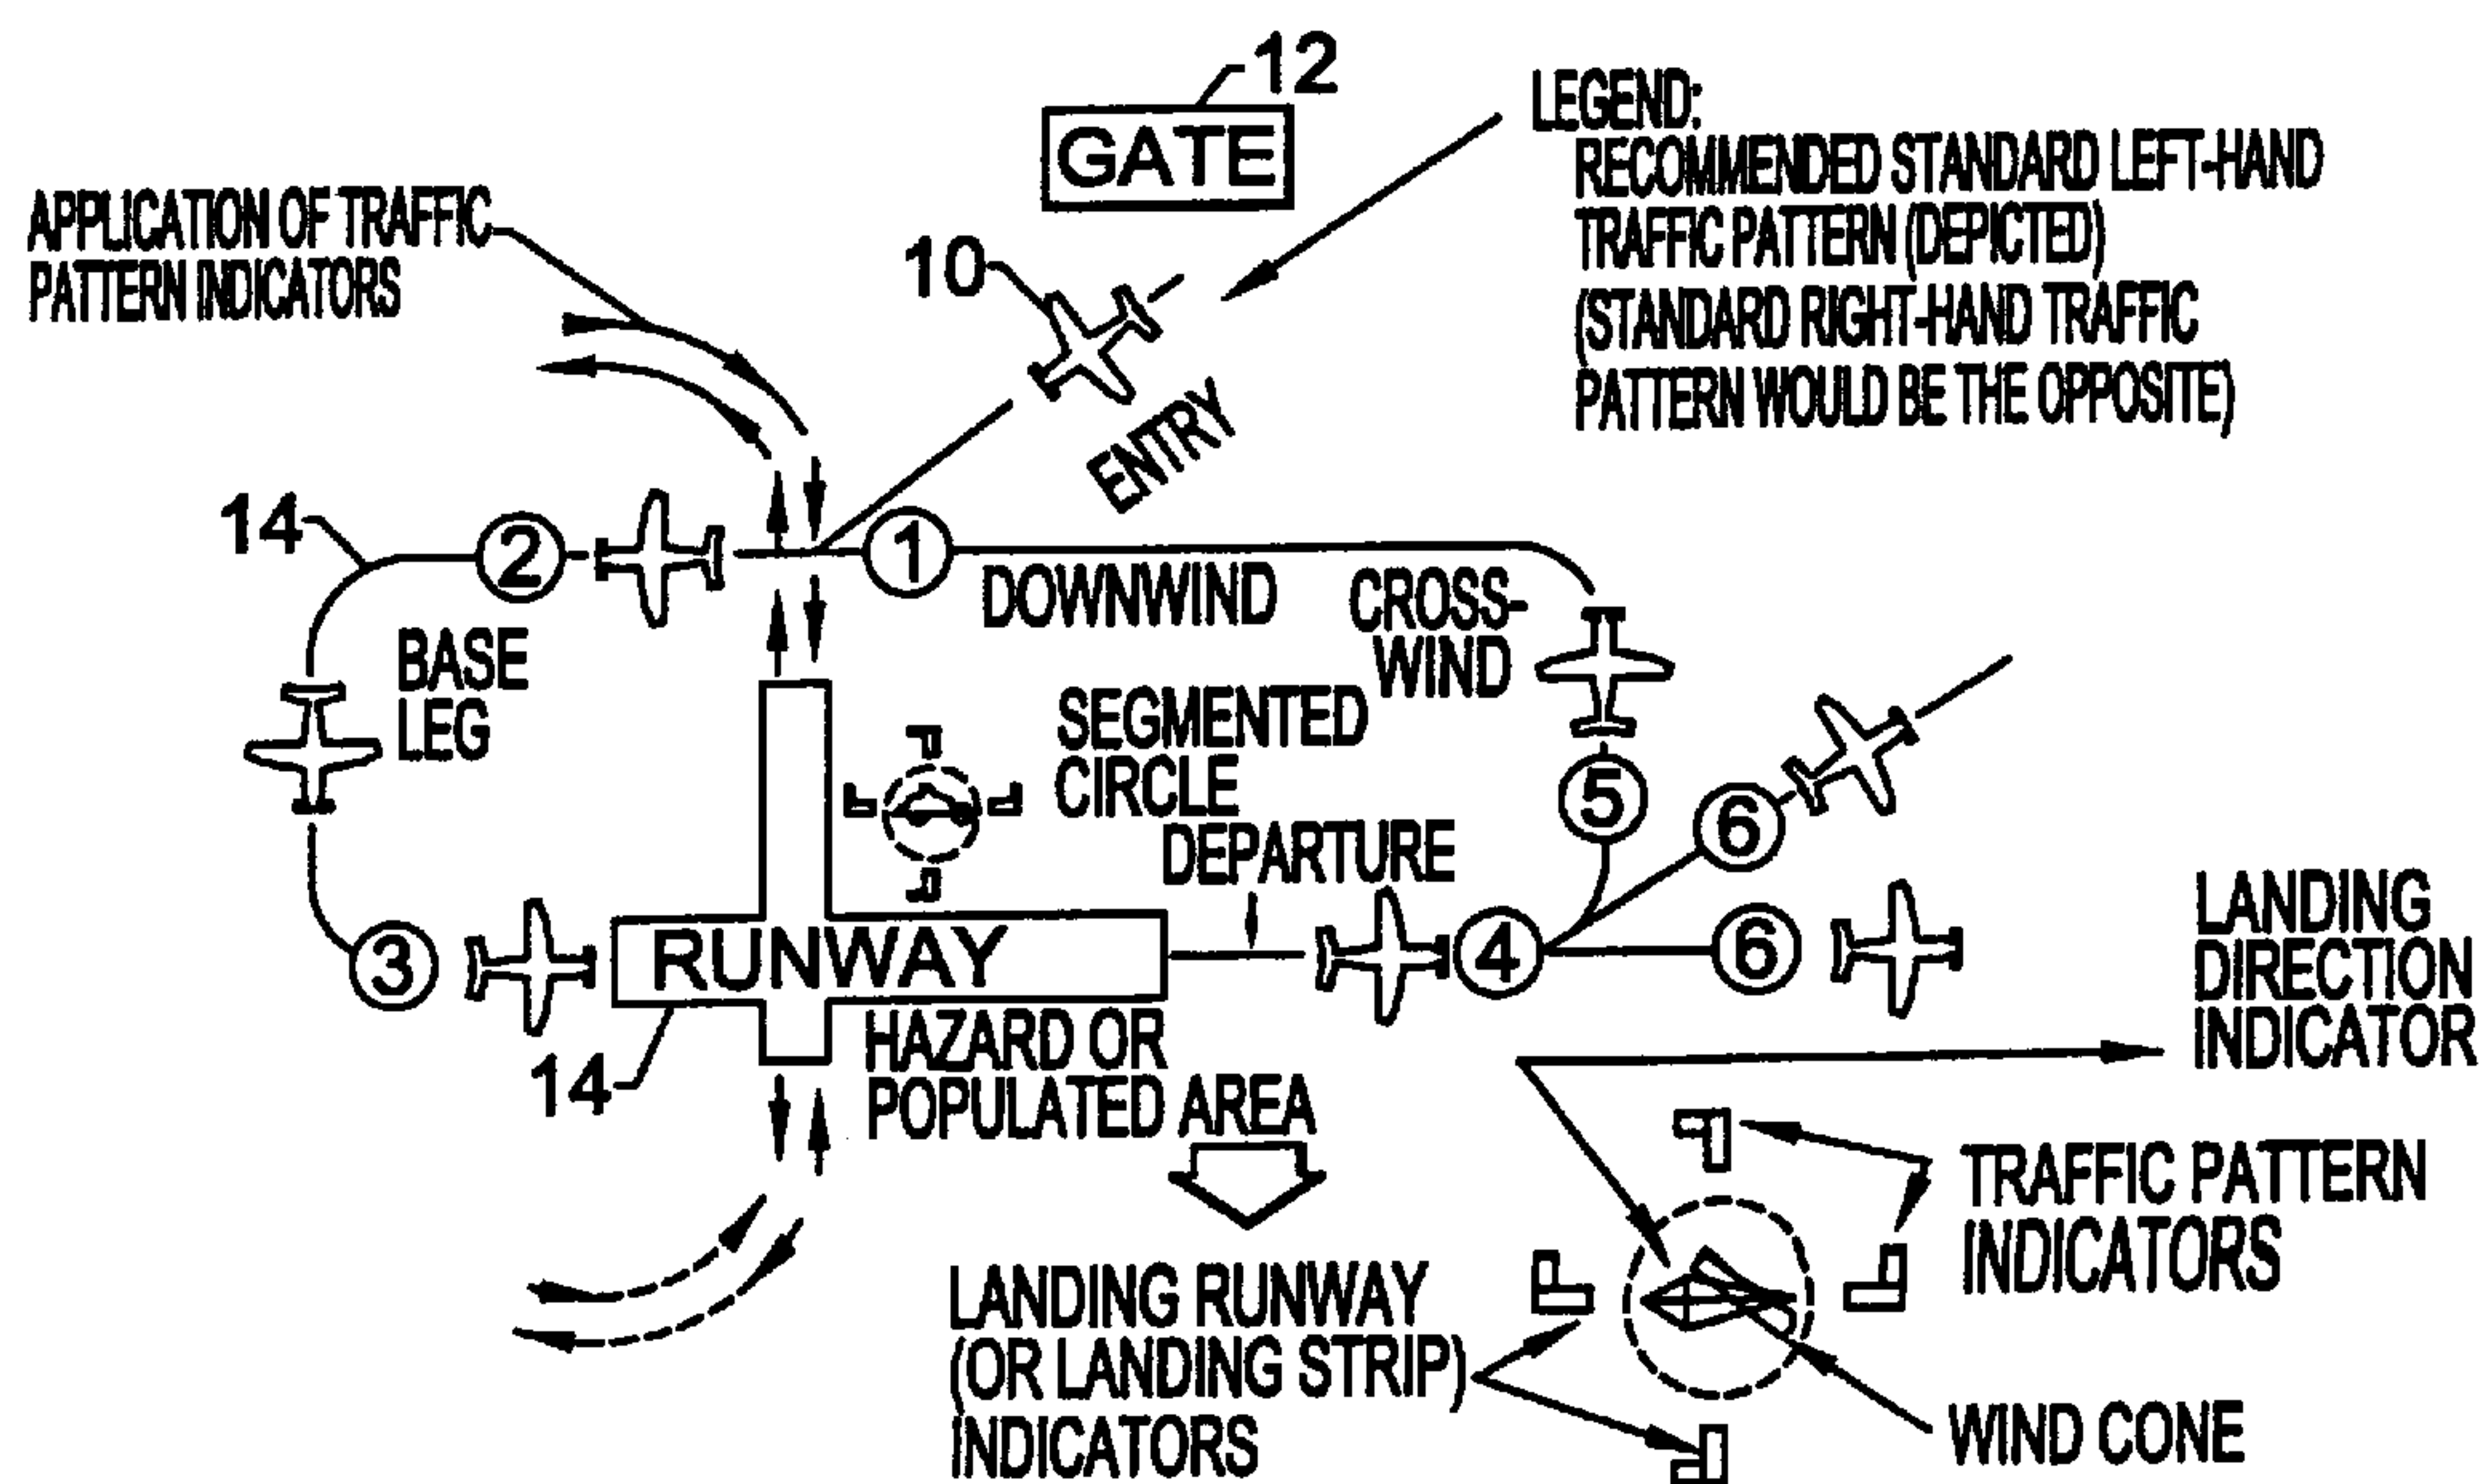 12
GATE
LEGEND:
RECOMMENDED STANDARD LEFT-HAND
TRAFFIC PATTERN (DEPICTED)
(STANDARD RIGHT-HAND TRAFFIC
PATTERN WOULD BE THE OPPOSITE)
APPLICATION OF TRAFFIC
PATTERN INDICATORS
10
ENTRY
14
2
1
DOWNWIND
CROSS-
WIND
BASE
LEG
SEGMENTED
CIRCLE
5
6
DEPARTURE
3
RUNWAY
4
6
LANDING
DIRECTION
INDICATOR
14
HAZARD OR
POPULATED AREA
TRAFFIC PATTERN
INDICATORS
LANDING RUNWAY
(OR LANDING STRIP)
INDICATORS
WIND CONE